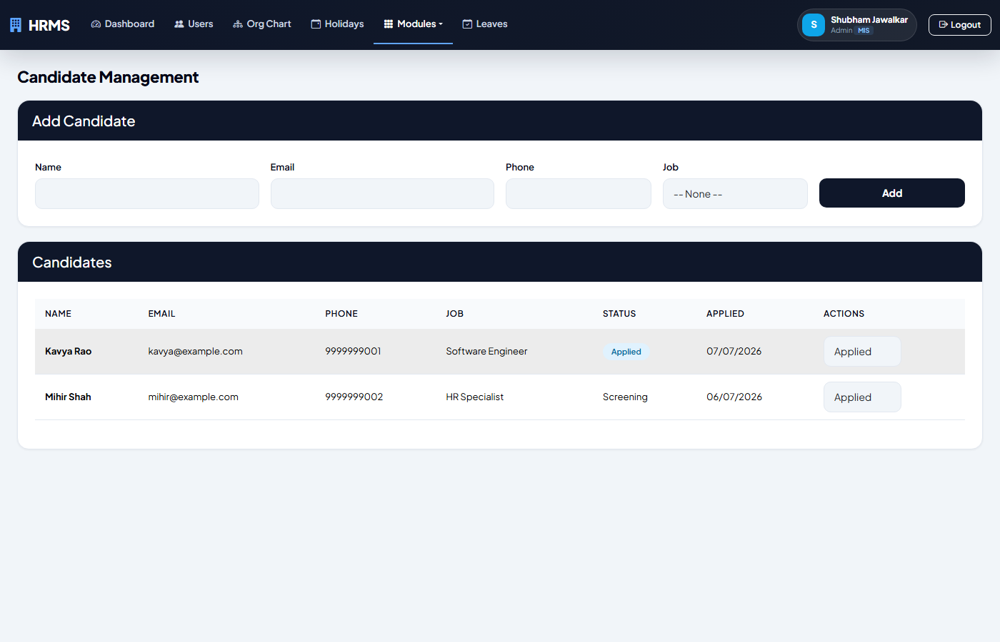 HRMS Dashboard Users Org Chart Holidays Modules Leaves S Shubham Jawalkar Admin MIS Logout
Candidate Management
Add Candidate
Name Email Phone Job
-- None -- Add
Candidates
NAME EMAIL PHONE JOB STATUS APPLIED ACTIONS
Kavya Rao kavya@example.com 9999999001 Software Engineer Applied 07/07/2026 Applied
Mihir Shah mihir@example.com 9999999002 HR Specialist Screening 06/07/2026 Applied